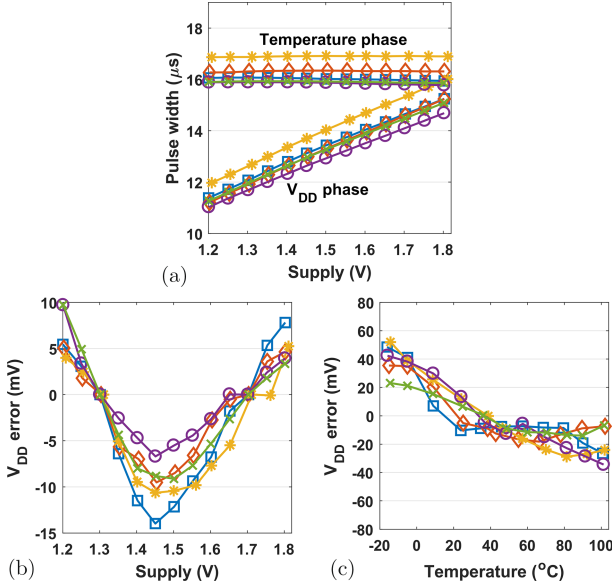 18
16
14
12
10
Pulse width (μs)
Temperature phase
VDD phase
1.2 1.3 1.4 1.5 1.6 1.7 1.8
Supply (V)
(a)
10
5
0
-5
-10
-15
VDD error (mV)
1.2 1.3 1.4 1.5 1.6 1.7 1.8
Supply (V)
(b)
80
60
40
20
0
-20
-40
-60
-80
VDD error (mV)
-20 0 20 40 60 80 100
Temperature (°C)
(c)